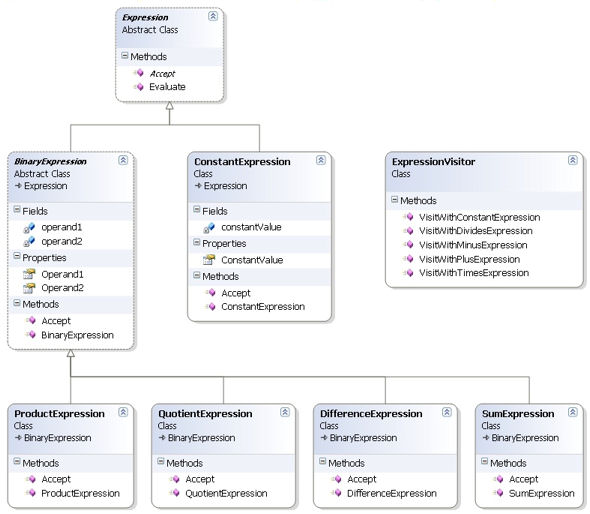 Expression
Abstract Class
Methods
Accept
Evaluate
BinaryExpression
Abstract Class
Expression
Fields
operand1
operand2
Properties
Operand1
Operand2
Methods
Accept
BinaryExpression
ConstantExpression
Class
Expression
Fields
constantValue
Properties
ConstantValue
Methods
Accept
ConstantExpression
ExpressionVisitor
Class
Methods
VisitWithConstantExpression
VisitWithDividesExpression
VisitWithMinusExpression
VisitWithPlusExpression
VisitWithTimesExpression
ProductExpression
Class
BinaryExpression
Methods
Accept
ProductExpression
QuotientExpression
Class
BinaryExpression
Methods
Accept
QuotientExpression
DifferenceExpression
Class
BinaryExpression
Methods
Accept
DifferenceExpression
SumExpression
Class
BinaryExpression
Methods
Accept
SumExpression